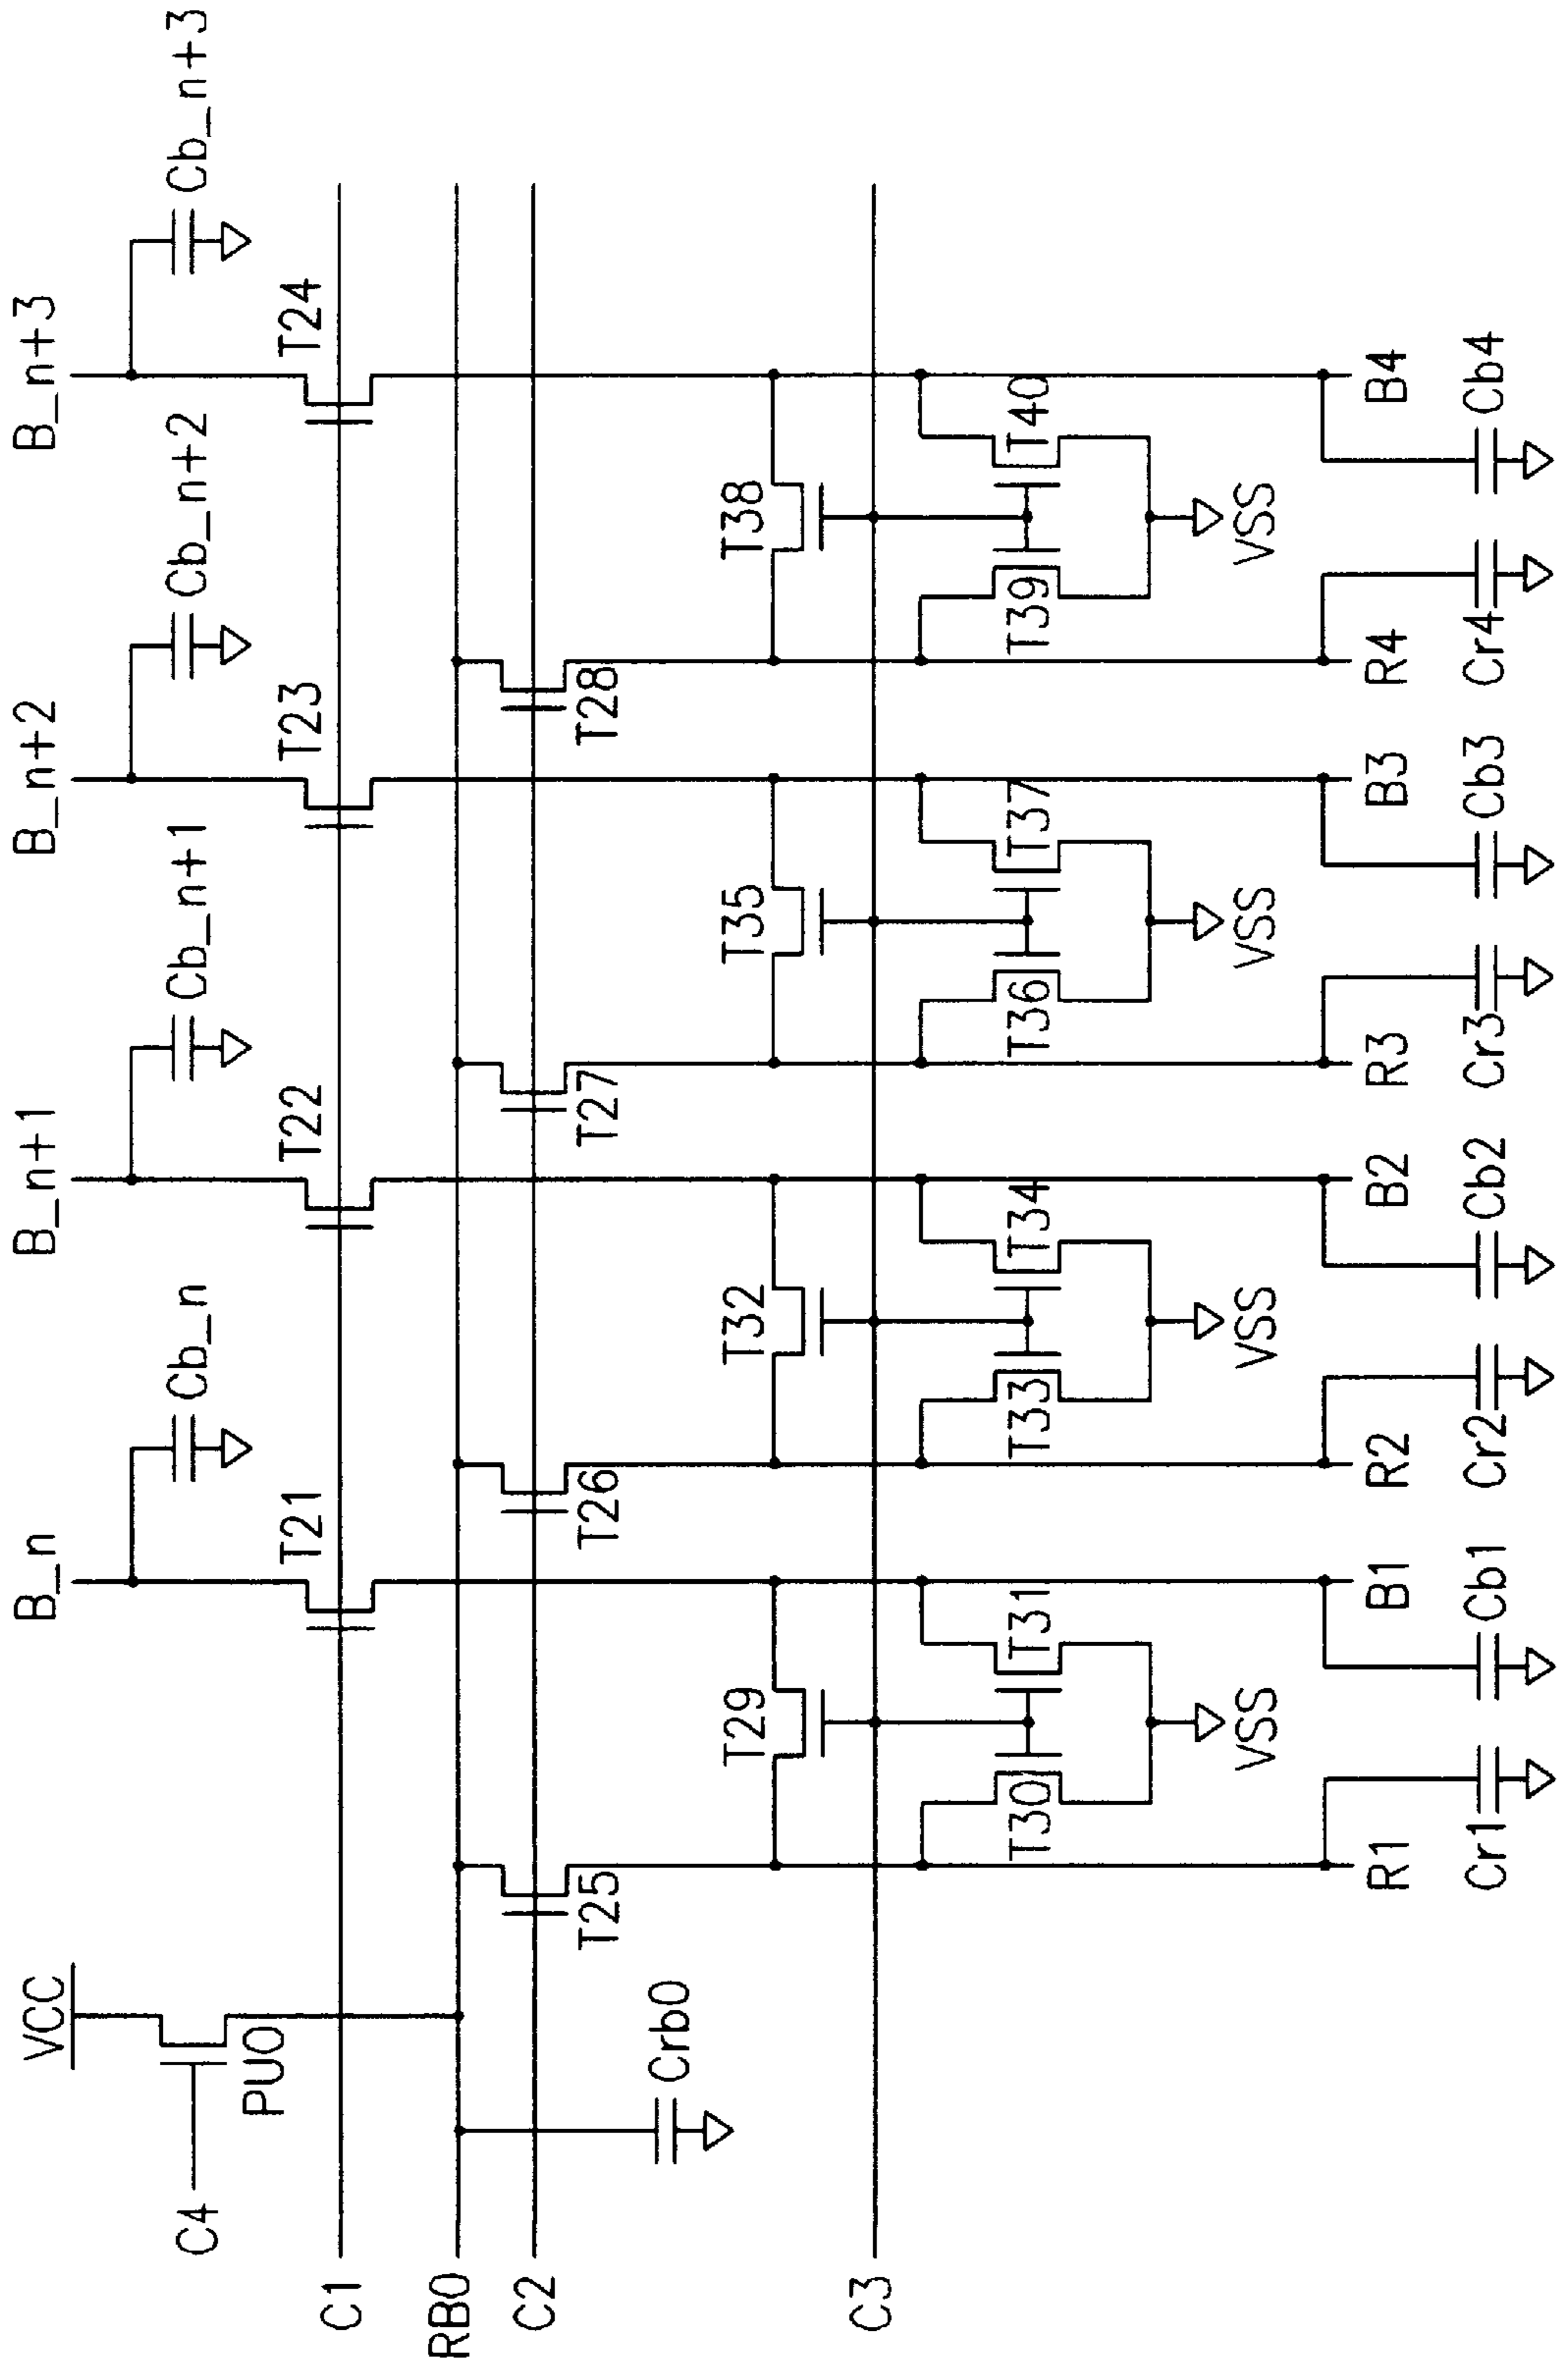 VCC B_n B_n+1 B_n+2 B_n+3
C4 Cb_n Cb_n+1 Cb_n+2 Cb_n+3
PU0 T21 T22 T23 T24
C1
RB0
C2
T25 T26 T27 T28
Crb0
T29 T32 T35 T38
C3
T30 T31 T33 T34 T36 T37 T39 T40
VSS VSS VSS VSS
R1 B1 R2 B2 R3 B3 R4 B4
Cr1 Cb1 Cr2 Cb2 Cr3 Cb3 Cr4 Cb4